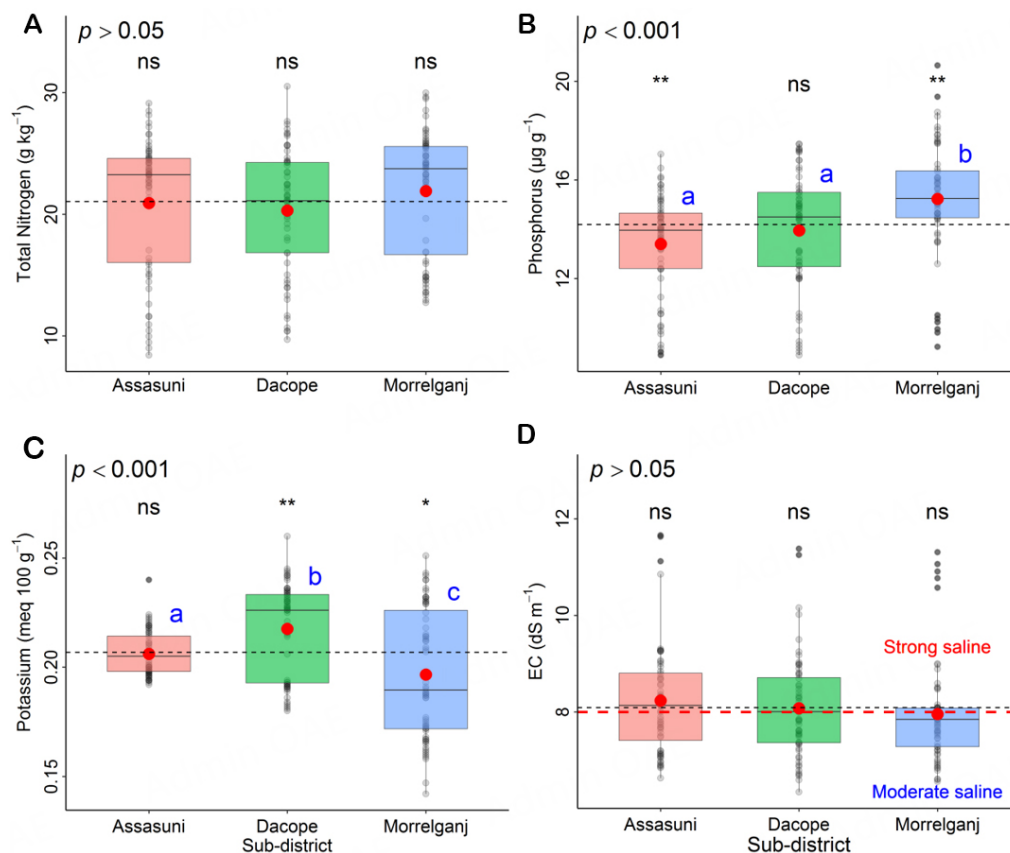 A
p > 0.05
ns ns ns
30
20
10
Total Nitrogen (g kg⁻¹)
Assasuni Dacope Morrelganj
B
p < 0.001
** ns **
20
16
12
Phosphorus (µg g⁻¹)
a a b
Assasuni Dacope Morrelganj
C
p < 0.001
ns ** *
0.25
0.20
0.15
Potassium (meq 100 g⁻¹)
a b c
Assasuni Dacope Morrelganj
Sub-district
D
p > 0.05
ns ns ns
12
10
8
EC (dS m⁻¹)
Strong saline
Moderate saline
Assasuni Dacope Morrelganj
Sub-district